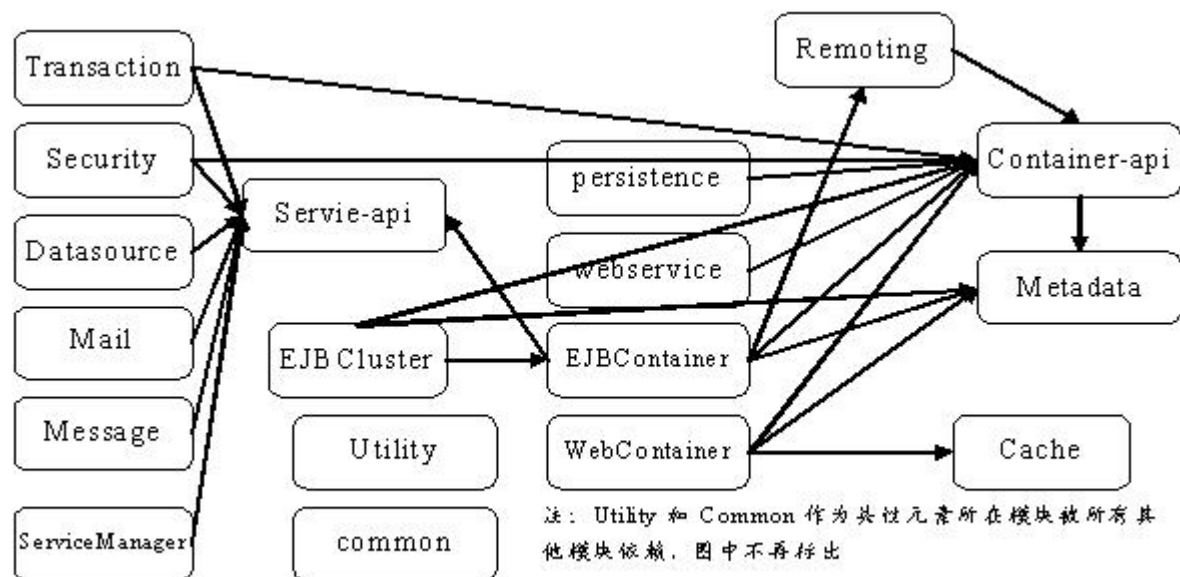 Transaction
Remoting
Security
Container-api
persistence
Servie-api
Datasource
webservice
Metadata
Mail
EJB Cluster
EJBContainer
Message
Utility
WebContainer
Cache
ServiceManager
common
注: Utility 和 Common 作为共性元素所在模块被所有其
他模块依赖, 图中不再标出